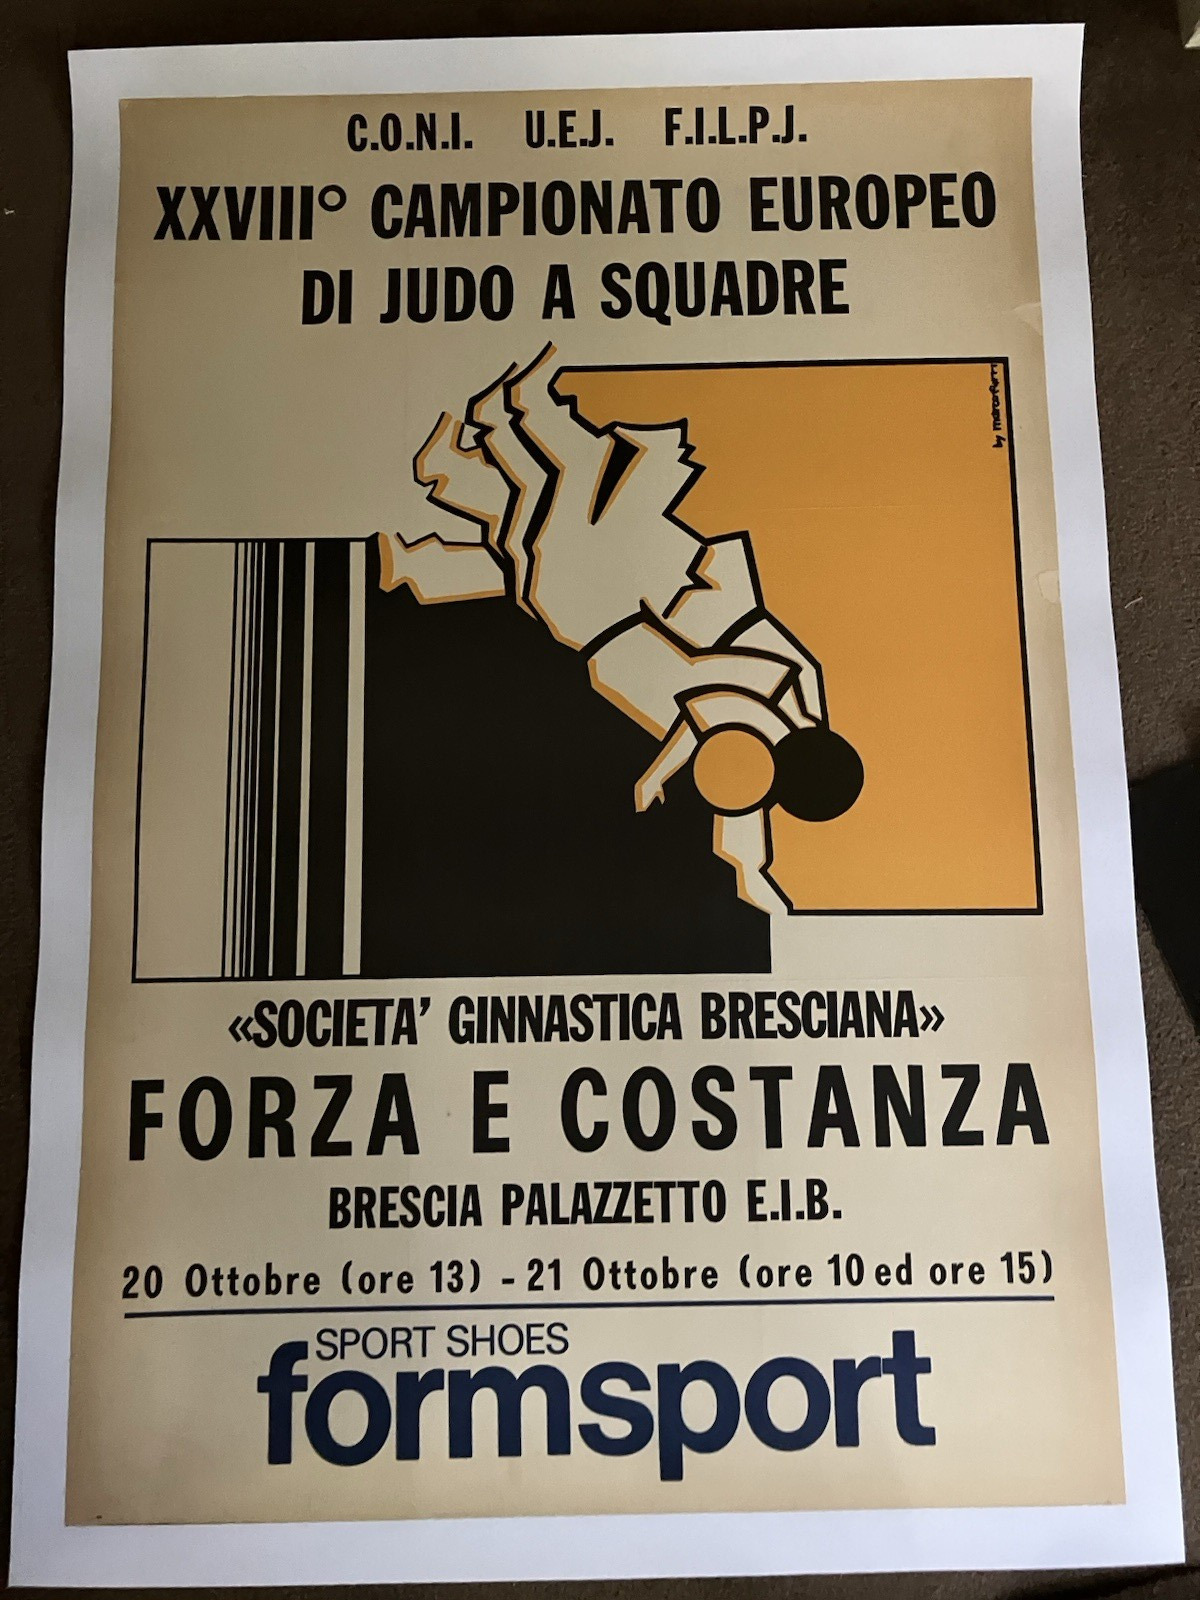 C.O.N.I. U.E.J. F.I.L.P.J.
XXVIII° CAMPIONATO EUROPEO
DI JUDO A SQUADRE
by
«SOCIETA' GINNASTICA BRESCIANA»
FORZA E COSTANZA
BRESCIA PALAZZETTO E.I.B.
20 Ottobre (ore 13) - 21 Ottobre (ore 10 ed ore 15)
SPORT SHOES
formsport